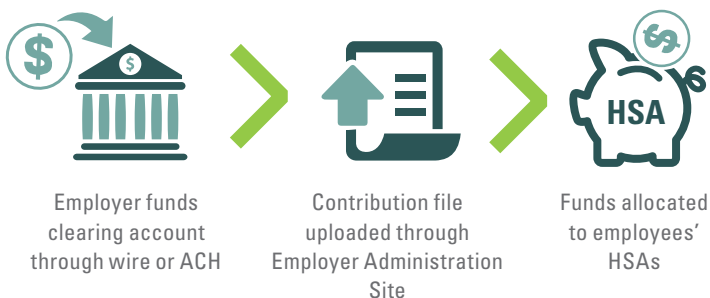 $
$
$
HSA
Employer funds
clearing account
through wire or ACH
Contribution file
uploaded through
Employer Administration
Site
Funds allocated
to employees’
HSAs